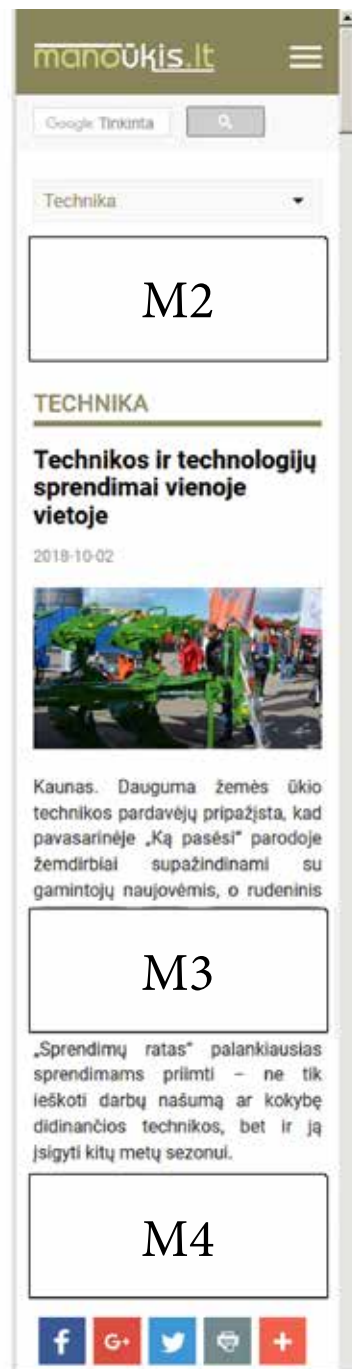 manoūkis.lt
Google Tinkinta
Technika
M2
TECHNIKA
Technikos ir technologijų
sprendimai vienoje
vietoje
2018-10-02
Kaunas. Dauguma žemės ūkio
technikos pardavėjų pripažįsta, kad
pavasarinėje „Ką pasėsi“ parodoje
žemdirbiai supažindinami su
gamintojų naujovėmis, o rudeninis
M3
„Sprendimų ratas“ palankiausias
sprendimams priimti – ne tik
ieškoti darbų našumą ar kokybę
didinančios technikos, bet ir ją
įsigyti kitų metų sezonui.
M4
f G+